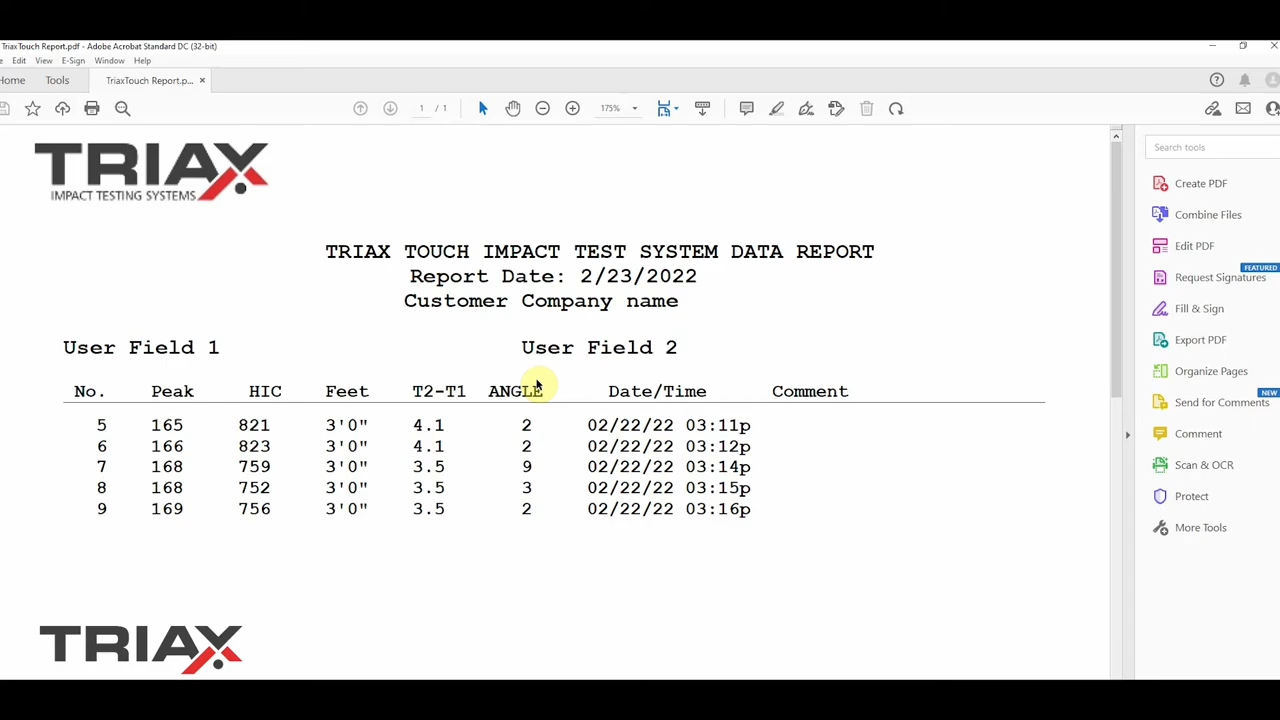 TriaxTouch Report.pdf - Adobe Acrobat Standard DC (32-bit)
Edit View E-Sign Window Help
Home Tools TriaxTouch Report.p... ×
1 / 1 175%
TRIAX
IMPACT TESTING SYSTEMS
TRIAX TOUCH IMPACT TEST SYSTEM DATA REPORT
Report Date: 2/23/2022
Customer Company name
User Field 1 User Field 2
No. Peak HIC Feet T2-T1 ANGLE Date/Time Comment
5 165 821 3'0" 4.1 2 02/22/22 03:11p
6 166 823 3'0" 4.1 2 02/22/22 03:12p
7 168 759 3'0" 3.5 9 02/22/22 03:14p
8 168 752 3'0" 3.5 3 02/22/22 03:15p
9 169 756 3'0" 3.5 2 02/22/22 03:16p
TRIAX
Search tools
Create PDF
Combine Files
Edit PDF
FEATURED
Request Signatures
Fill & Sign
Export PDF
Organize Pages
NEW
Send for Comments
Comment
Scan & OCR
Protect
More Tools